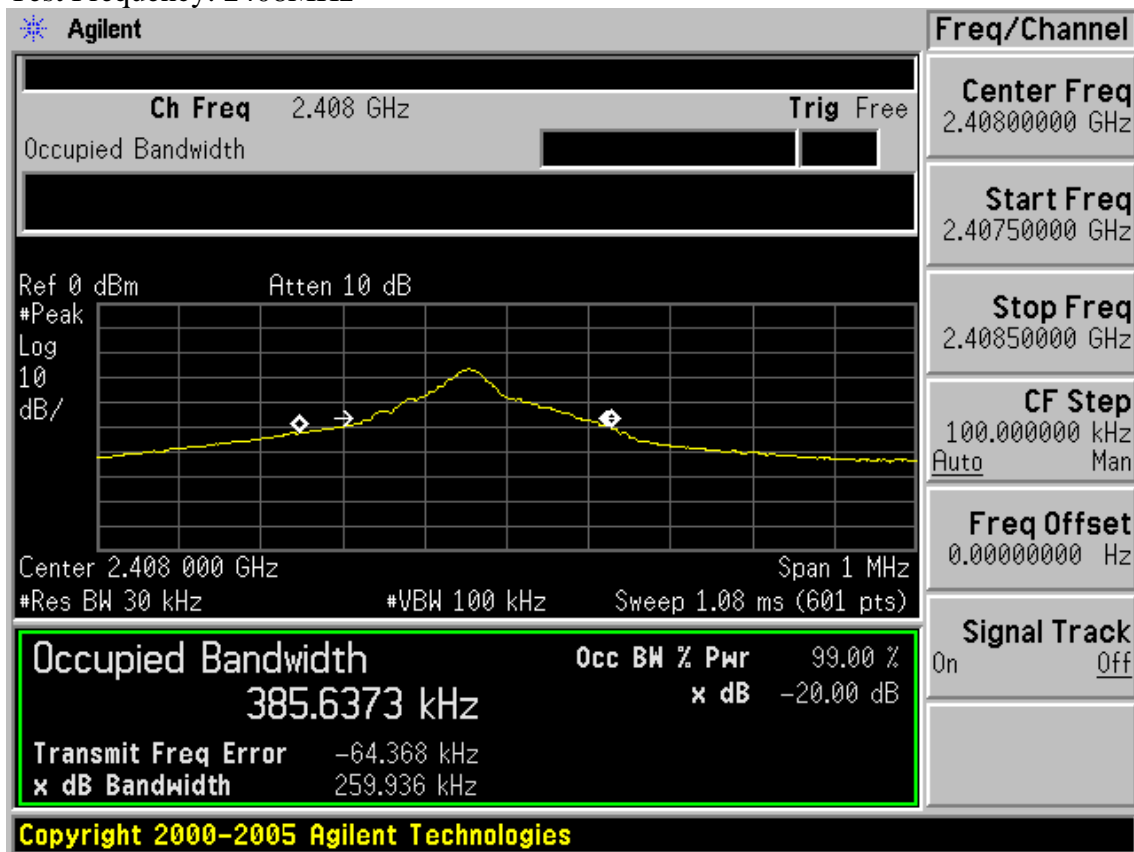 Agilent
Freq/Channel
Ch Freq 2.408 GHz Trig Free
Occupied Bandwidth
Center Freq
2.40800000 GHz
Start Freq
2.40750000 GHz
Stop Freq
2.40850000 GHz
CF Step
100.000000 kHz
Auto Man
Freq Offset
0.00000000 Hz
Signal Track
On Off
Ref 0 dBm Atten 10 dB
#Peak
Log
10
dB/
Center 2.408 000 GHz Span 1 MHz
#Res BW 30 kHz #VBW 100 kHz Sweep 1.08 ms (601 pts)
Occupied Bandwidth Occ BW % Pwr 99.00 %
385.6373 kHz x dB -20.00 dB
Transmit Freq Error -64.368 kHz
x dB Bandwidth 259.936 kHz
Copyright 2000-2005 Agilent Technologies